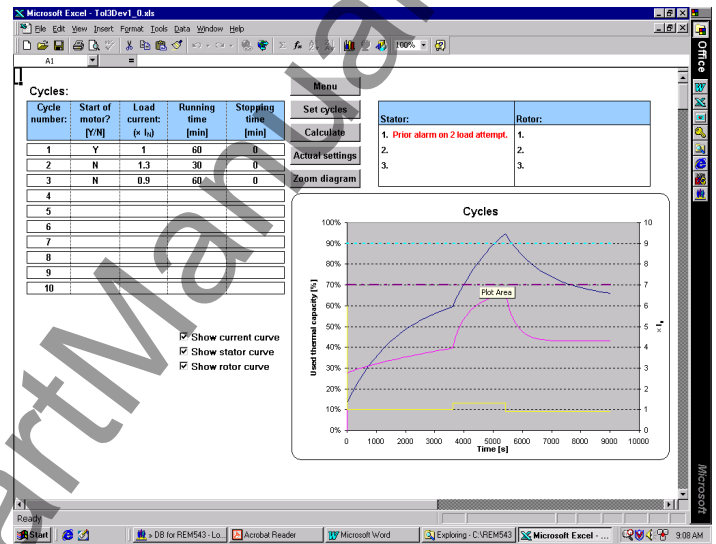 Microsoft Excel - Tol3Dev1_0.xls
File Edit View Insert Format Tools Data Window Help
100%
A1 =
Office
Cycles:
Cycle number: Start of motor? [Y/N] Load current: (× IN) Running time [min] Stopping time [min]
1 Y 1 60 0
2 N 1.3 30 0
3 N 0.9 60 0
4
5
6
7
8
9
10
Menu
Set cycles
Calculate
Actual settings
Zoom diagram
Stator: Rotor:
1. Prior alarm on 2 load attempt. 1.
2. 2.
3. 3.
Show current curve
Show stator curve
Show rotor curve
Cycles
Used thermal capacity [%]
100%
90%
80%
70%
60%
50%
40%
30%
20%
10%
0%
Plot Area
10
9
8
7
6
5
4
3
2
1
0
× In
0 1000 2000 3000 4000 5000 6000 7000 8000 9000 10000
Time [s]
Microsoft
Ready
Start » DB for REM543 - Lo... Acrobat Reader Microsoft Word Exploring - C:\REM543 Microsoft Excel - ... 9:08 AM